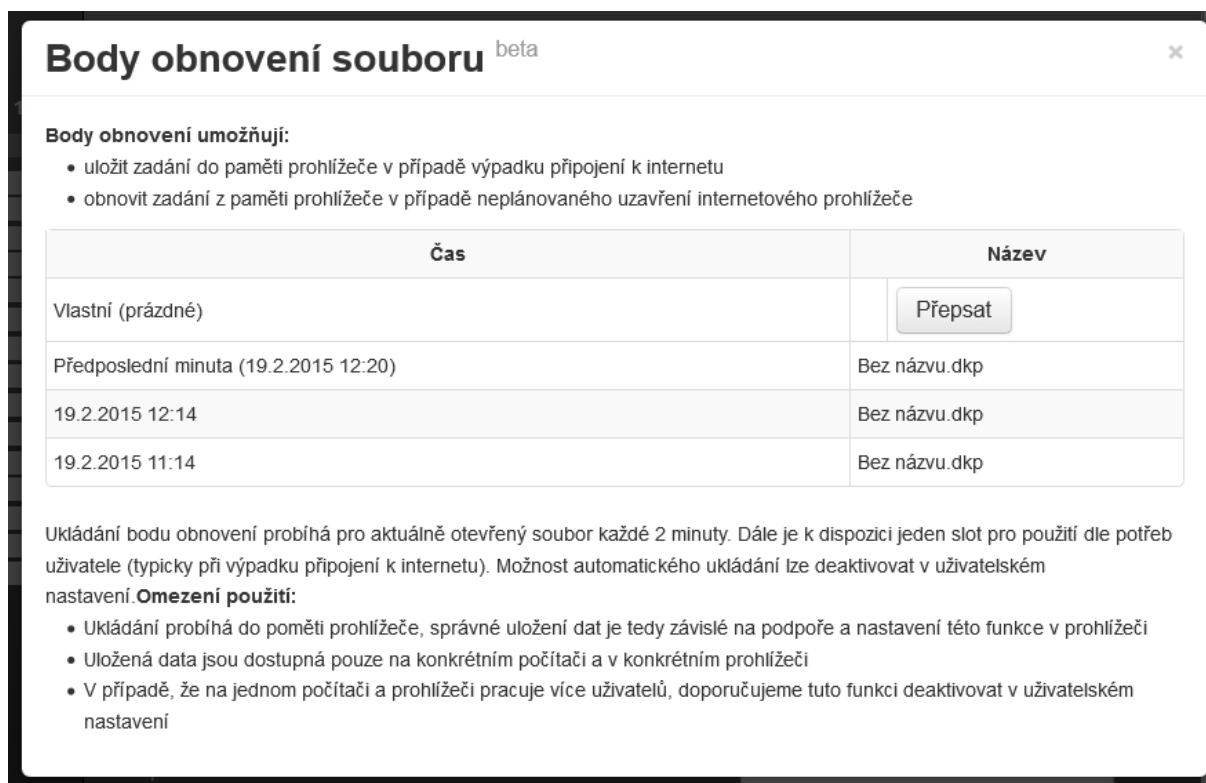 Body obnovení souboru beta
×
Body obnovení umožňují:
• uložit zadání do paměti prohlížeče v případě výpadku připojení k internetu
• obnovit zadání z paměti prohlížeče v případě neplánovaného uzavření internetového prohlížeče
Čas Název
Vlastní (prázdné) Přepsat
Předposlední minuta (19.2.2015 12:20) Bez názvu.dkp
19.2.2015 12:14 Bez názvu.dkp
19.2.2015 11:14 Bez názvu.dkp
Ukládání bodu obnovení probíhá pro aktuálně otevřený soubor každé 2 minuty. Dále je k dispozici jeden slot pro použití dle potřeb
uživatele (typicky při výpadku připojení k internetu). Možnost automatického ukládání lze deaktivovat v uživatelském
nastavení.Omezení použití:
• Ukládání probíhá do poměti prohlížeče, správné uložení dat je tedy závislé na podpoře a nastavení této funkce v prohlížeči
• Uložená data jsou dostupná pouze na konkrétním počítači a v konkrétním prohlížeči
• V případě, že na jednom počítači a prohlížeči pracuje více uživatelů, doporučujeme tuto funkci deaktivovat v uživatelském
nastavení